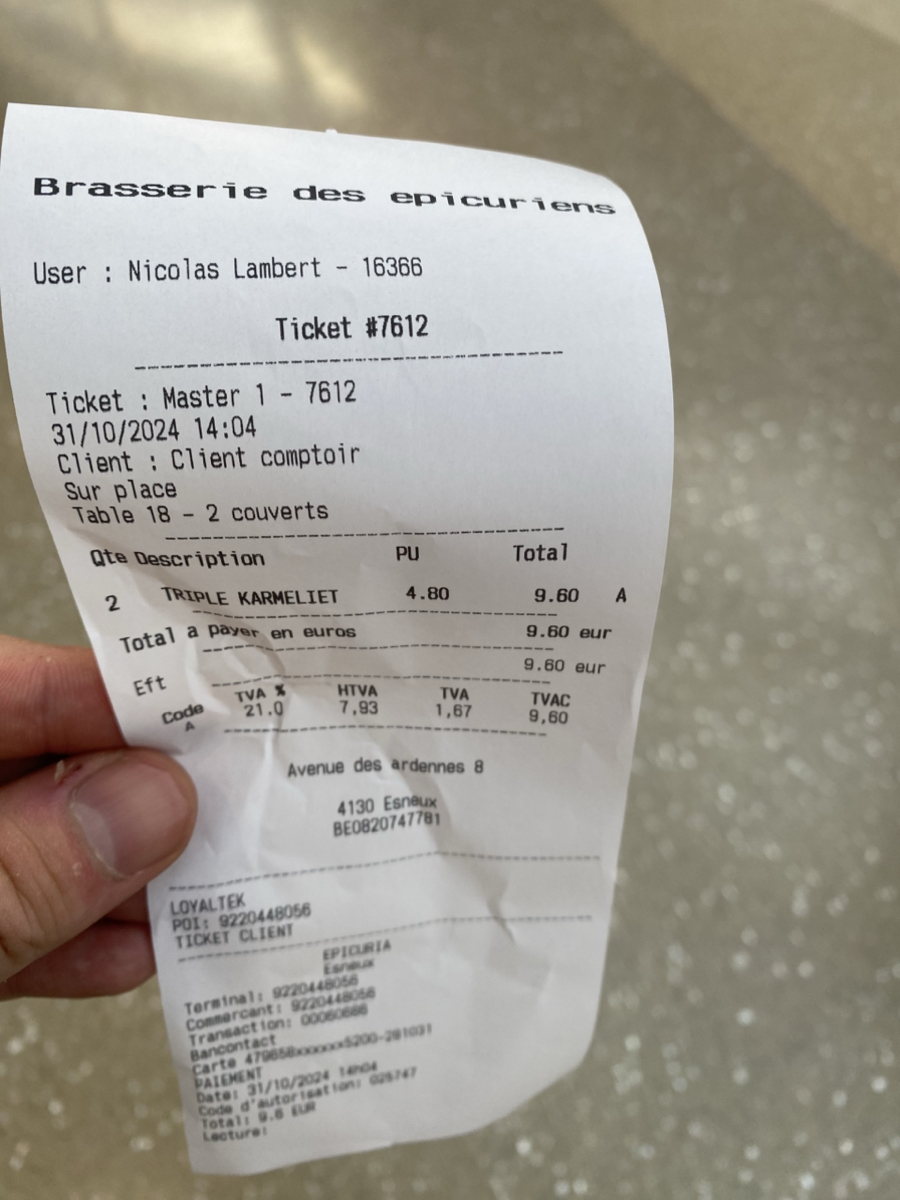 Brasserie des epicuriens
User : Nicolas Lambert - 16366
Ticket #7612
Ticket : Master 1 - 7612
31/10/2024 14:04
Client : Client comptoir
Sur place
Table 18 - 2 couverts
Qte Description PU Total
2 TRIPLE KARMELIET 4.80 9.60 A
Total a payer en euros 9.60 eur
Eft 9.60 eur
Code TVA % HTVA TVA TVAC
A 21.0 7,93 1,67 9,60
Avenue des ardennes 8
4130 Esneux
BE0820747781
LOYALTEK
POI: 9220448056
TICKET CLIENT
EPICURIA
Esneux
Terminal: 9220448056
Commercant: 9220448056
Transaction:
Bancontact
Carte
PAIEMENT
Date: 31/10/2024 14h04
Code d'autorisation:
Total: 9.6 EUR
Lecture: